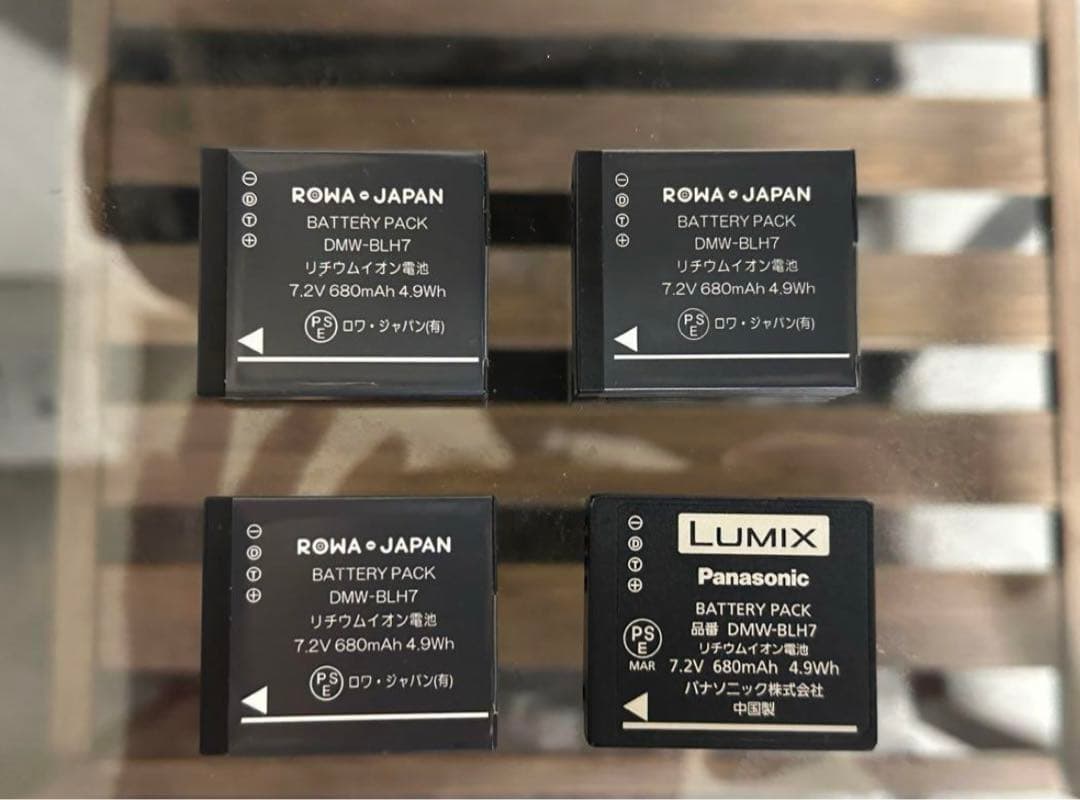 ⊖
Ⓓ
Ⓣ
⊕
ROWA JAPAN
BATTERY PACK
DMW-BLH7
リチウムイオン電池
7.2V 680mAh 4.9Wh
PSE ロワ・ジャパン(有)
⊖
Ⓓ
Ⓣ
⊕
ROWA JAPAN
BATTERY PACK
DMW-BLH7
リチウムイオン電池
7.2V 680mAh 4.9Wh
PSE ロワ・ジャパン(有)
⊖
Ⓓ
Ⓣ
⊕
ROWA JAPAN
BATTERY PACK
DMW-BLH7
リチウムイオン電池
7.2V 680mAh 4.9Wh
PSE ロワ・ジャパン(有)
⊖
Ⓓ
Ⓣ
⊕
LUMIX
Panasonic
BATTERY PACK
品番 DMW-BLH7
リチウムイオン電池
PSE
MAR 7.2V 680mAh 4.9Wh
パナソニック株式会社
中国製